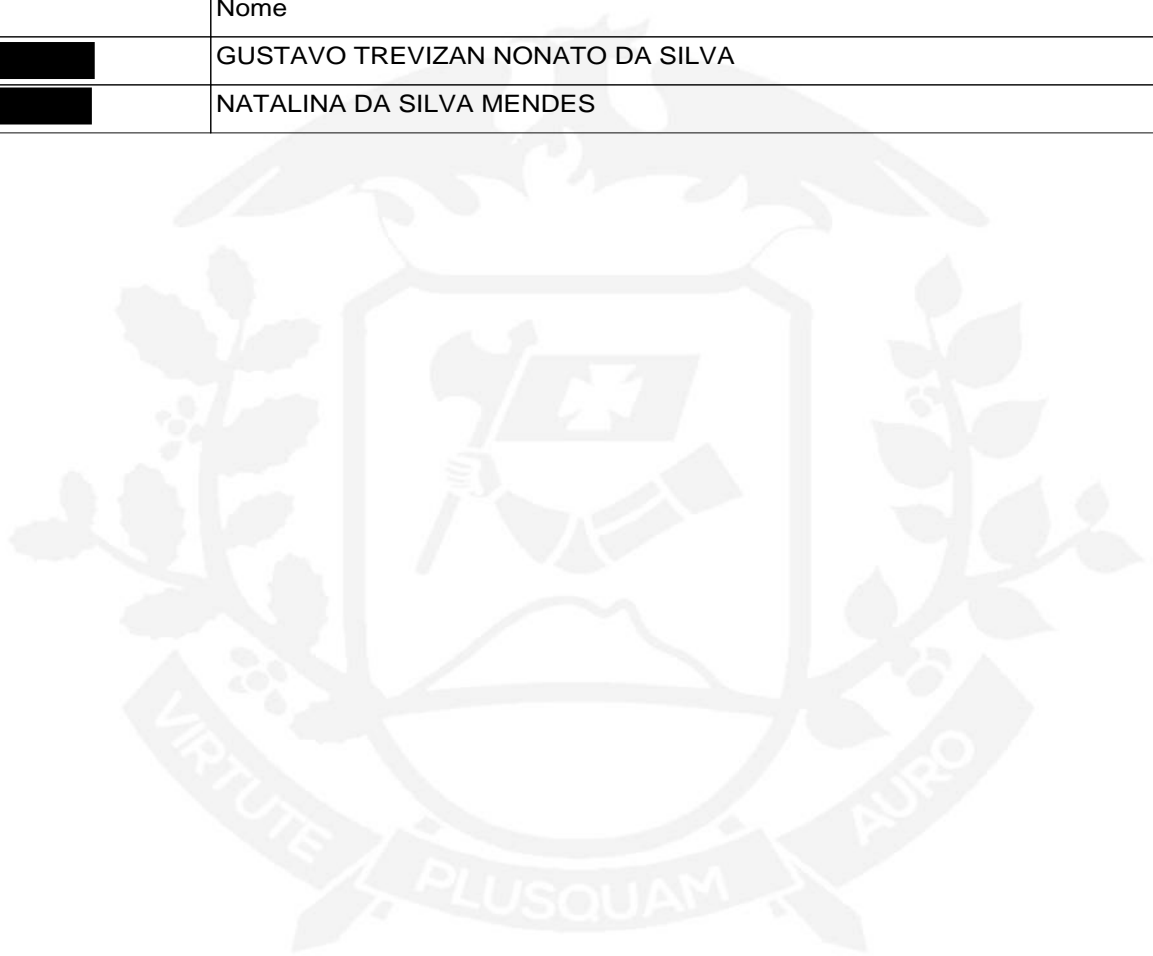 Nome
GUSTAVO TREVIZAN NONATO DA SILVA
NATALINA DA SILVA MENDES
VIRTUTE PLUSQUAM AURO